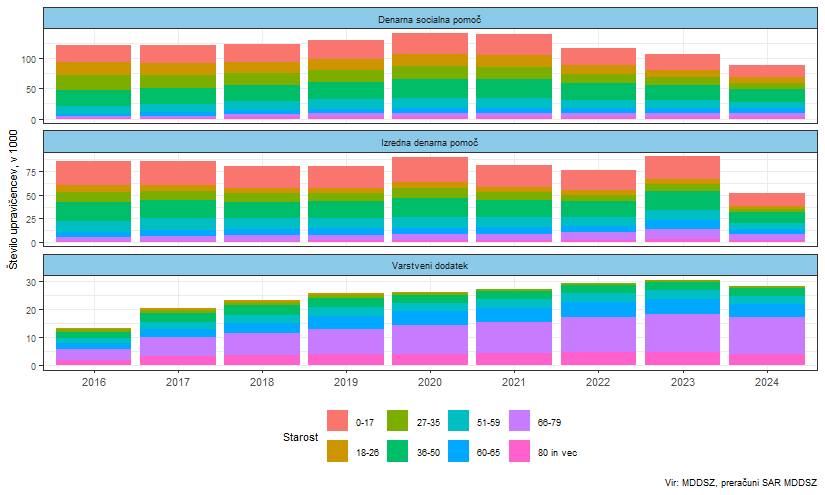 Denarna socialna pomoč
100
50
0
Izredna denarna pomoč
75
50
25
0
Varstveni dodatek
30
20
10
0
Število upravičencev, v 1000
2016 2017 2018 2019 2020 2021 2022 2023 2024
Starost
0-17 27-35 51-59 66-79
18-26 36-50 60-65 80 in vec
Vir: MDDSZ, preračuni SAR MDDSZ